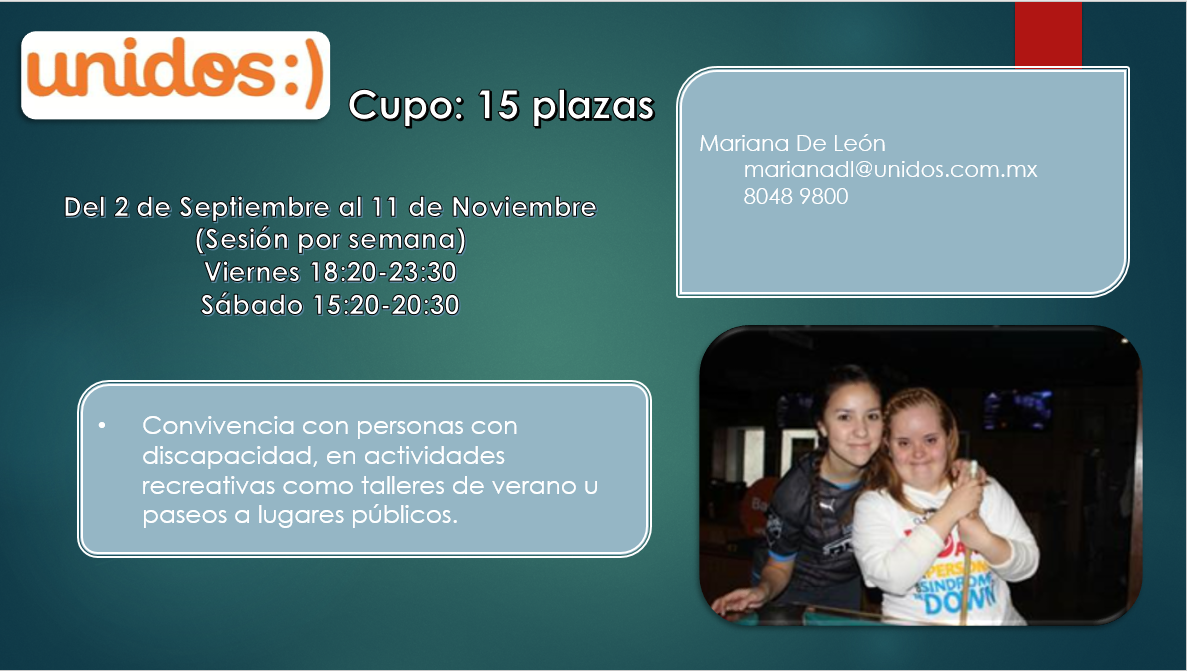 unidos:)
Cupo: 15 plazas
Mariana De León
marianadl@unidos.com.mx
8048 9800
Del 2 de Septiembre al 11 de Noviembre
(Sesión por semana)
Viernes 18:20-23:30
Sábado 15:20-20:30
• Convivencia con personas con
discapacidad, en actividades
recreativas como talleres de verano u
paseos a lugares públicos.
PERSON
SINDROME
DOWN